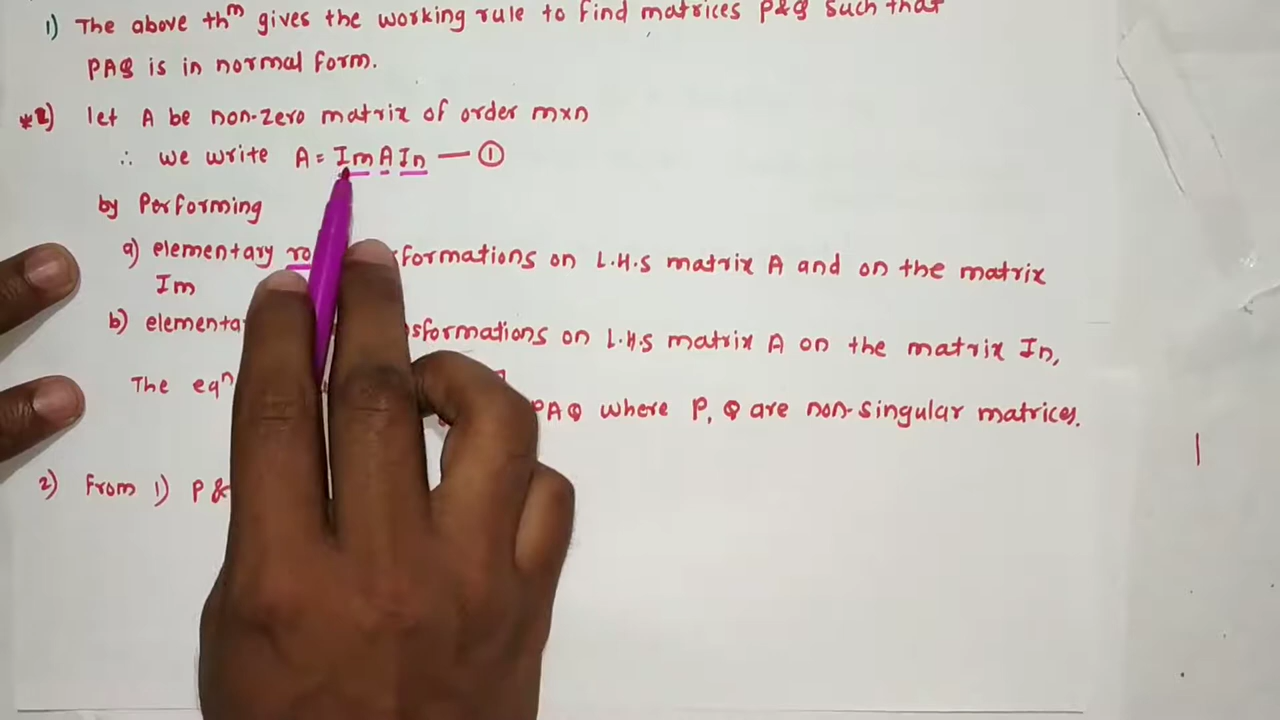 1) The above th^m gives the working rule to find matrices P&Q such that
PAQ is in normal form.
*2) let A be non-zero matrix of order mxn
∴ we write A = Im A In — ①
by Performing
a) elementary formations on L.H.S matrix A and on the matrix
Im
b) on L.H.S matrix A on the matrix In,
The eqⁿ PAQ where P, Q are non-singular matrices.
2) From 1) P &